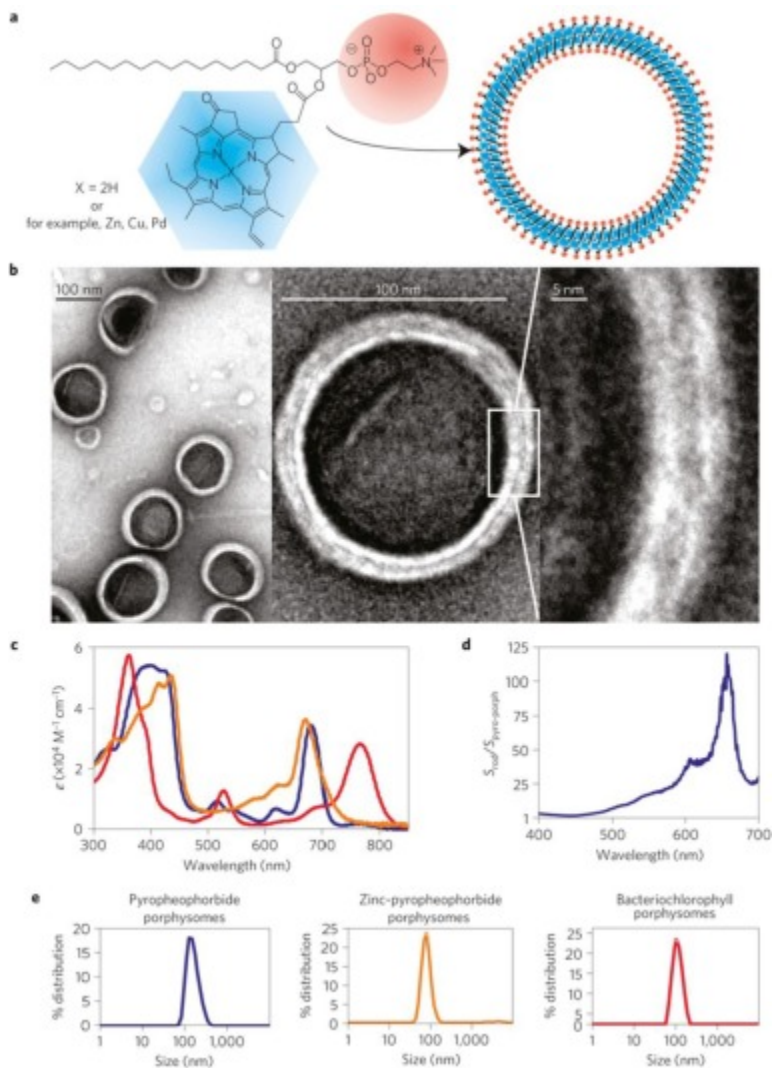 a
O
O
O
O
O
P
O
O
⊖
⊕
N
O
N
N
N
N
X = 2H
or
for example, Zn, Cu, Pd
b
100 nm
100 nm
5 nm
c
6
4
2
0
ε (×10⁴ M⁻¹ cm⁻¹)
300 400 500 600 700 800
Wavelength (nm)
d
125
100
75
50
25
1
400 500 600 700
Wavelength (nm)
e
Pyropheophorbide
porphysomes
Zinc-pyropheophorbide
porphysomes
Bacteriochlorophyll
porphysomes
% distribution
20
15
10
5
0
1 10 100 1,000
Size (nm)
% distribution
25
20
15
10
5
0
1 10 100 1,000
Size (nm)
% distribution
25
20
15
10
5
0
1 10 100 1,000
Size (nm)